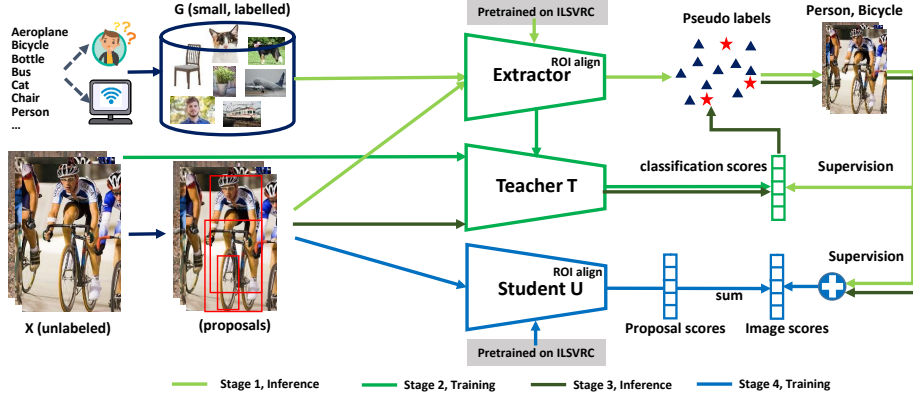 G (small, labelled)
Pretrained on ILSVRC
Pseudo labels
Person, Bicycle
Aeroplane
Bicycle
Bottle
Bus
Cat
Chair
Person
...
???
ROI align
Extractor
classification scores
Supervision
Teacher T
Supervision
ROI align
Student U
sum
X (unlabeled)
(proposals)
Proposal scores
Image scores
Pretrained on ILSVRC
Stage 1, Inference
Stage 2, Training
Stage 3, Inference
Stage 4, Training